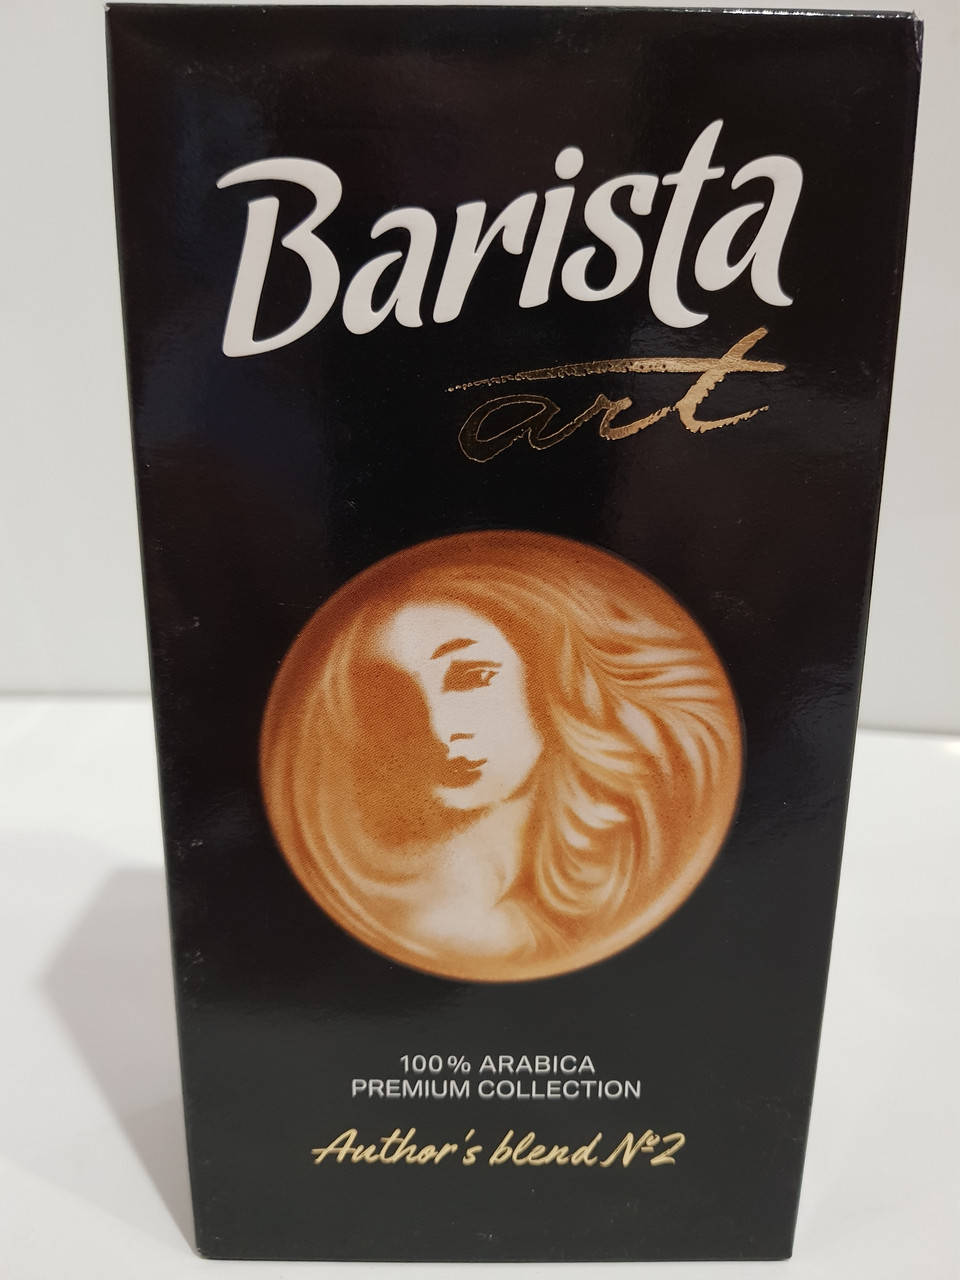 Barista
art
100% ARABICA
PREMIUM COLLECTION
Author's blend №2